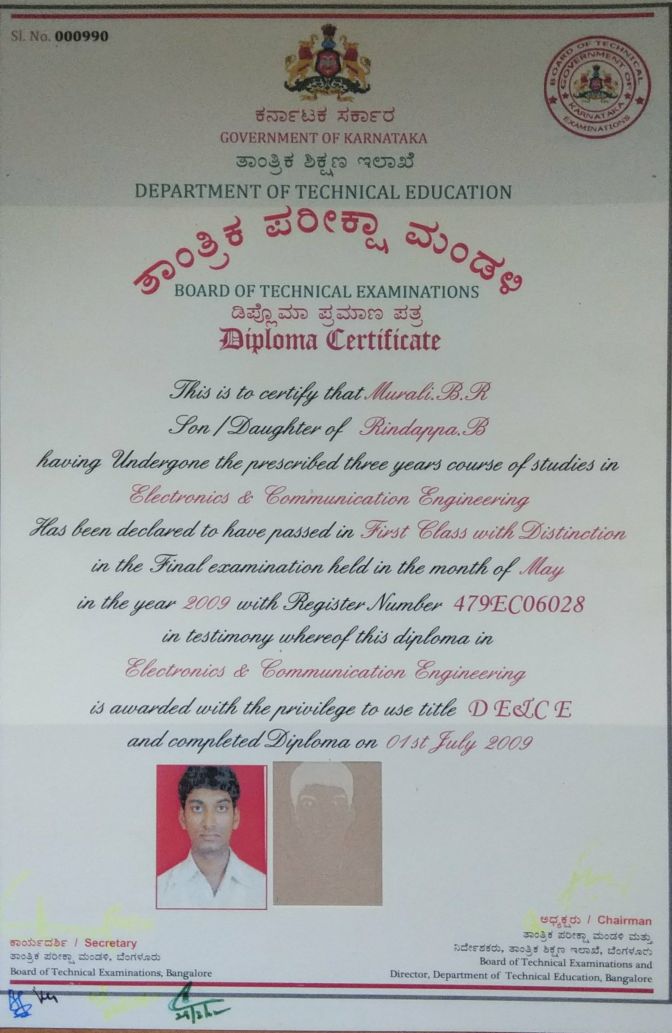 Sl. No. 000990
BOARD OF TECHNICAL EXAMINATIONS
GOVERNMENT OF KARNATAKA
ಕರ್ನಾಟಕ ಸರ್ಕಾರ
GOVERNMENT OF KARNATAKA
ತಾಂತ್ರಿಕ ಶಿಕ್ಷಣ ಇಲಾಖೆ
DEPARTMENT OF TECHNICAL EDUCATION
ತಾಂತ್ರಿಕ ಪರೀಕ್ಷಾ ಮಂಡಳಿ
BOARD OF TECHNICAL EXAMINATIONS
ಡಿಪ್ಲೊಮಾ ಪ್ರಮಾಣ ಪತ್ರ
Diploma Certificate
This is to certify that Murali.B.R
Son / Daughter of Rindappa.B
having Undergone the prescribed three years course of studies in
Electronics & Communication Engineering
Has been declared to have passed in First Class with Distinction
in the Final examination held in the month of May
in the year 2009 with Register Number 479EC06028
in testimony whereof this diploma in
Electronics & Communication Engineering
is awarded with the privilege to use title D E&C E
and completed Diploma on 01st July 2009
ಕಾರ್ಯದರ್ಶಿ / Secretary
ತಾಂತ್ರಿಕ ಪರೀಕ್ಷಾ ಮಂಡಳಿ, ಬೆಂಗಳೂರು
Board of Technical Examinations, Bangalore
ಅಧ್ಯಕ್ಷರು / Chairman
ತಾಂತ್ರಿಕ ಪರೀಕ್ಷಾ ಮಂಡಳಿ ಮತ್ತು
ನಿರ್ದೇಶಕರು, ತಾಂತ್ರಿಕ ಶಿಕ್ಷಣ ಇಲಾಖೆ, ಬೆಂಗಳೂರು
Board of Technical Examinations and
Director, Department of Technical Education, Bangalore